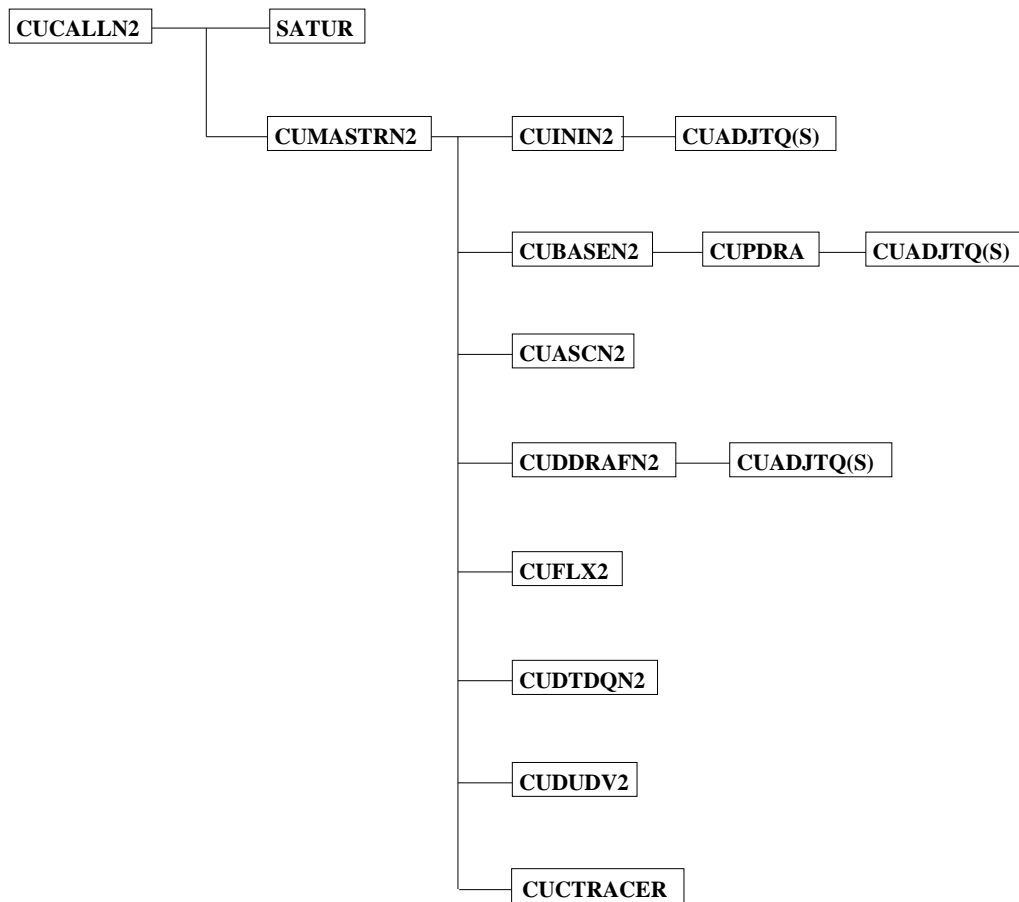 CUCALLN2
SATUR
CUMASTRN2
CUININ2
CUADJTQ(S)
CUBASEN2
CUPDRA
CUADJTQ(S)
CUASCN2
CUDDRAFN2
CUADJTQ(S)
CUFLX2
CUDTDQN2
CUDUDV2
CUCTRACER